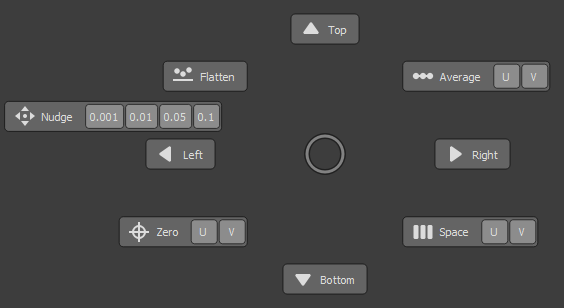 Top
Flatten
Average U V
Nudge 0.001 0.01 0.05 0.1
Left
Right
Zero U V
Space U V
Bottom